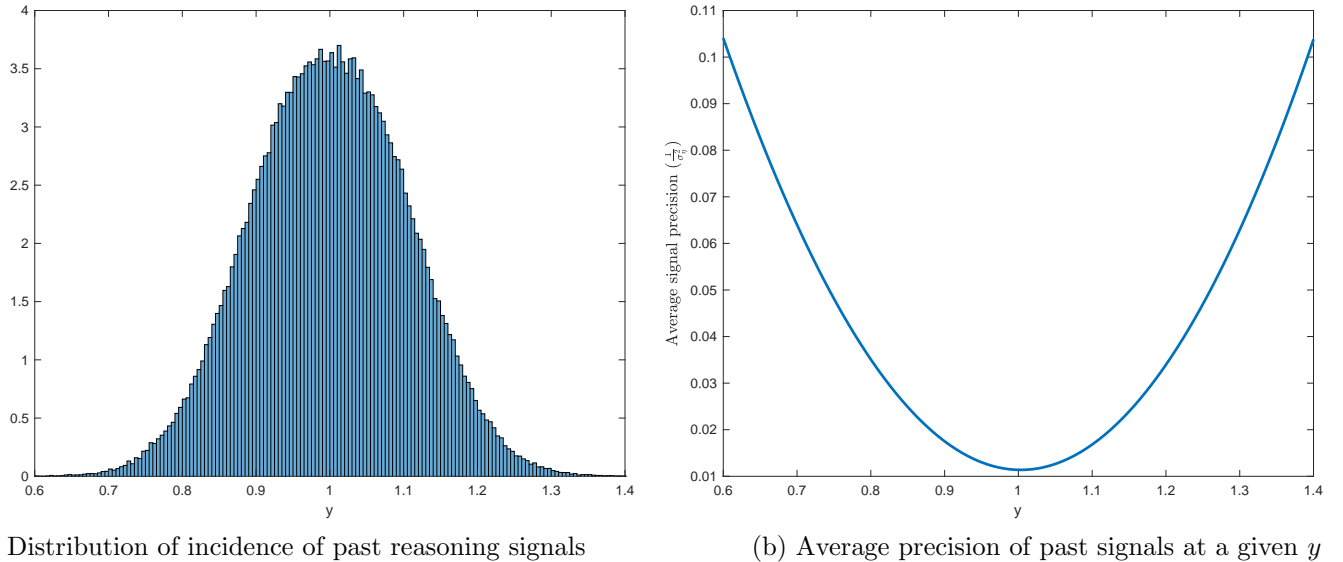 4
3.5
3
2.5
2
1.5
1
0.5
0
0.6 0.7 0.8 0.9 1 1.1 1.2 1.3 1.4
y
Distribution of incidence of past reasoning signals
0.11
0.1
0.09
0.08
0.07
0.06
0.05
0.04
0.03
0.02
0.01
Average signal precision (1/σ²η)
0.6 0.7 0.8 0.9 1 1.1 1.2 1.3 1.4
y
(b) Average precision of past signals at a given y